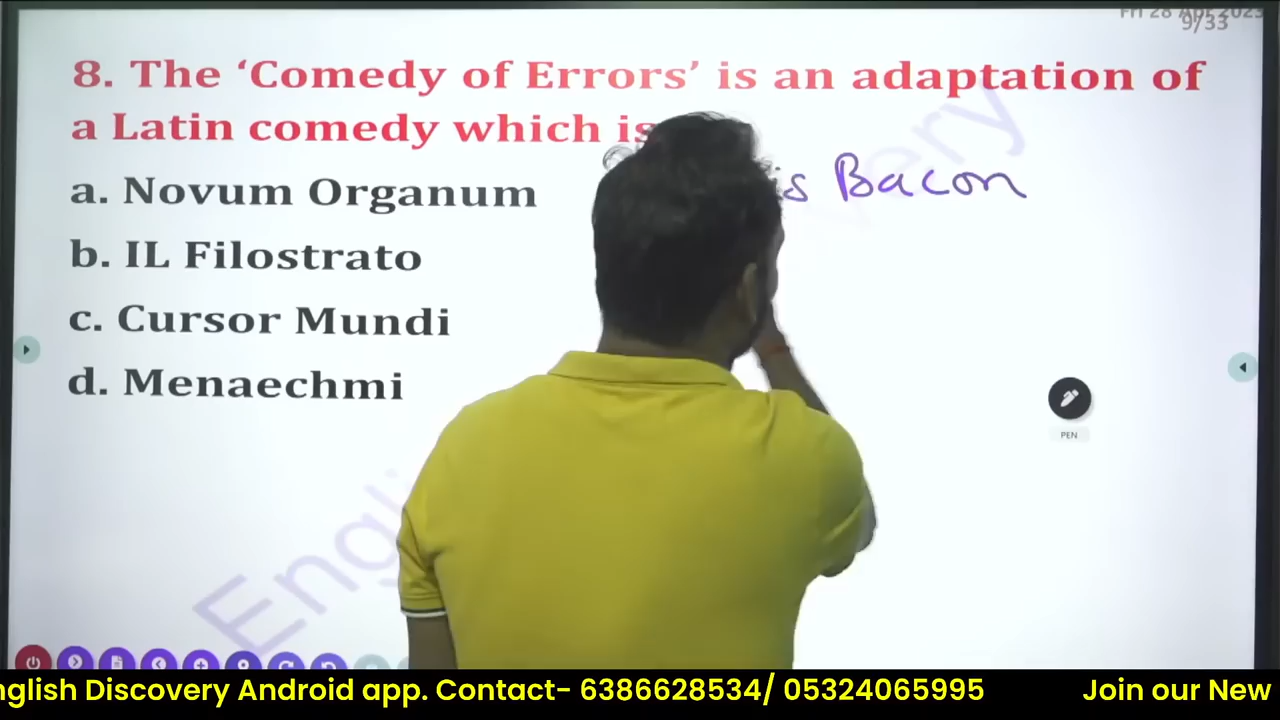 Fri 28 Apr 2023
9/33
8. The ‘Comedy of Errors’ is an adaptation of
a Latin comedy which is
a. Novum Organum
is Bacon
b. IL Filostrato
c. Cursor Mundi
d. Menaechmi
PEN
Engli
very
nglish Discovery Android app. Contact- 6386628534/ 05324065995 Join our New